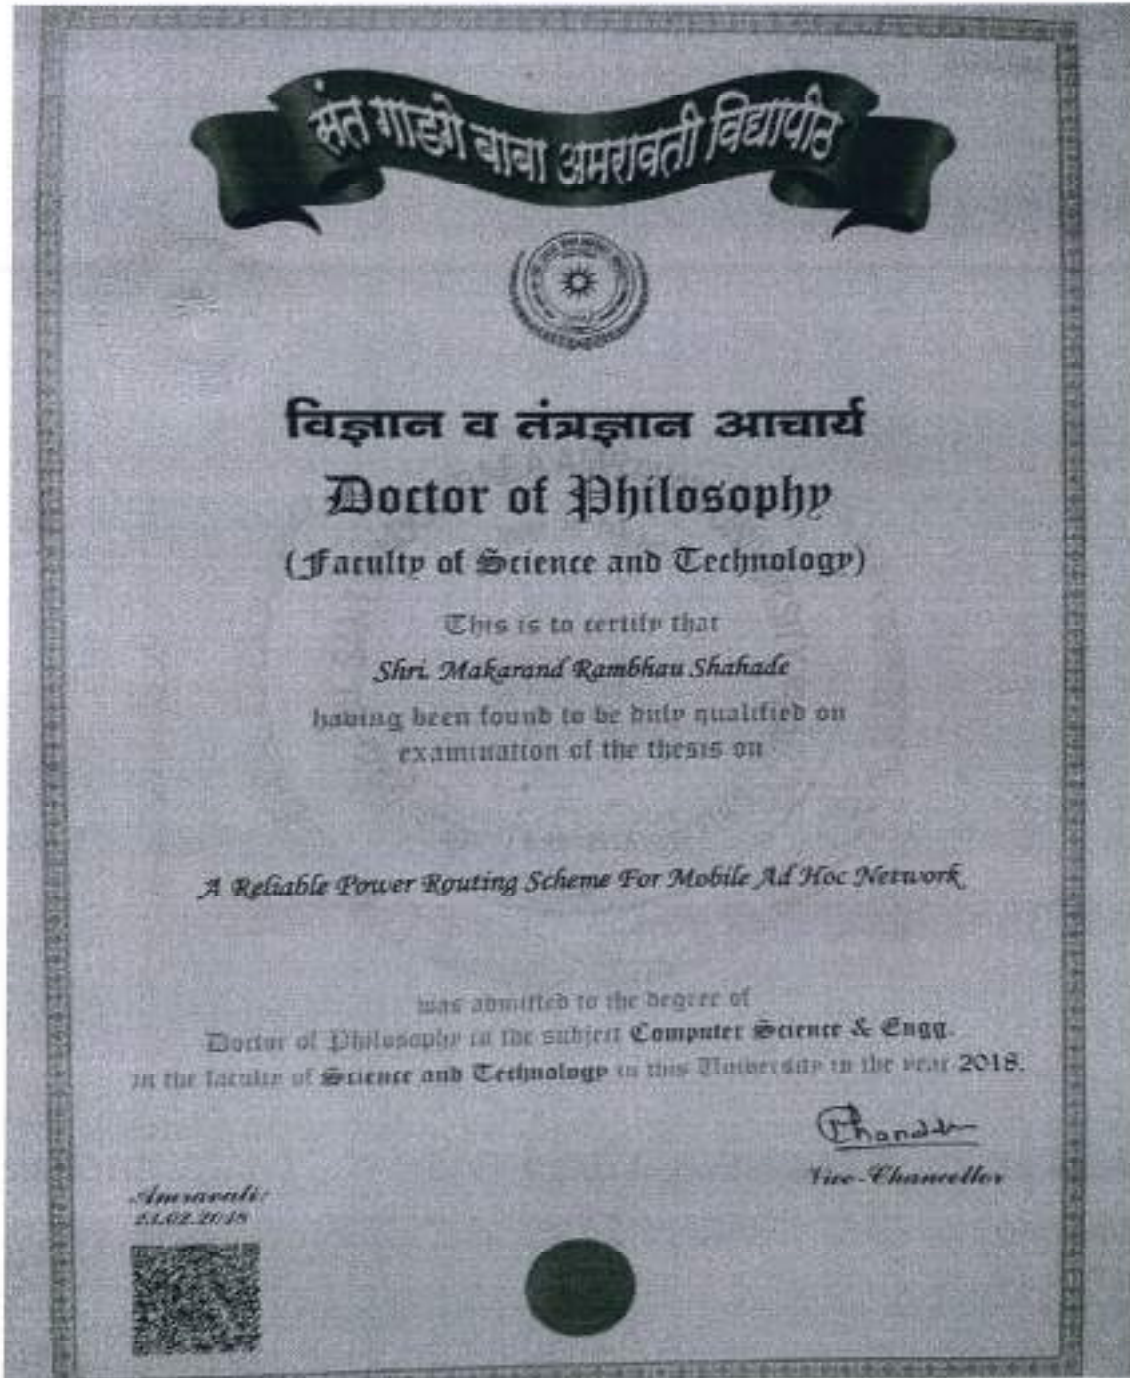 संत गाडगे बाबा अमरावती विद्यापीठ
विज्ञान व तंत्रज्ञान आचार्य
Doctor of Philosophy
(Faculty of Science and Technology)
This is to certify that
Shri. Makarand Rambhau Shahade
having been found to be duly qualified on
examination of the thesis on
A Reliable Power Routing Scheme For Mobile Ad Hoc Network
was admitted to the degree of
Doctor of Philosophy in the subject Computer Science & Engg.
in the faculty of Science and Technology in this University in the year 2018.
Vice-Chancellor
Amravati: